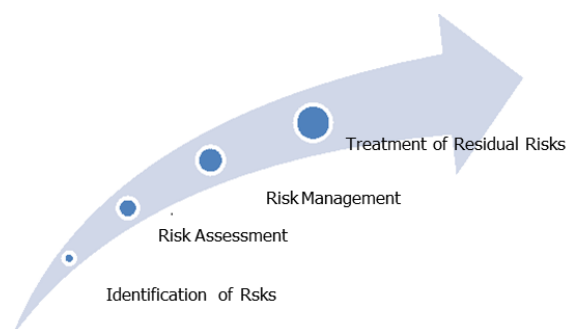 Treatment of Residual Risks
Risk Management
Risk Assessment
Identification of Rsks